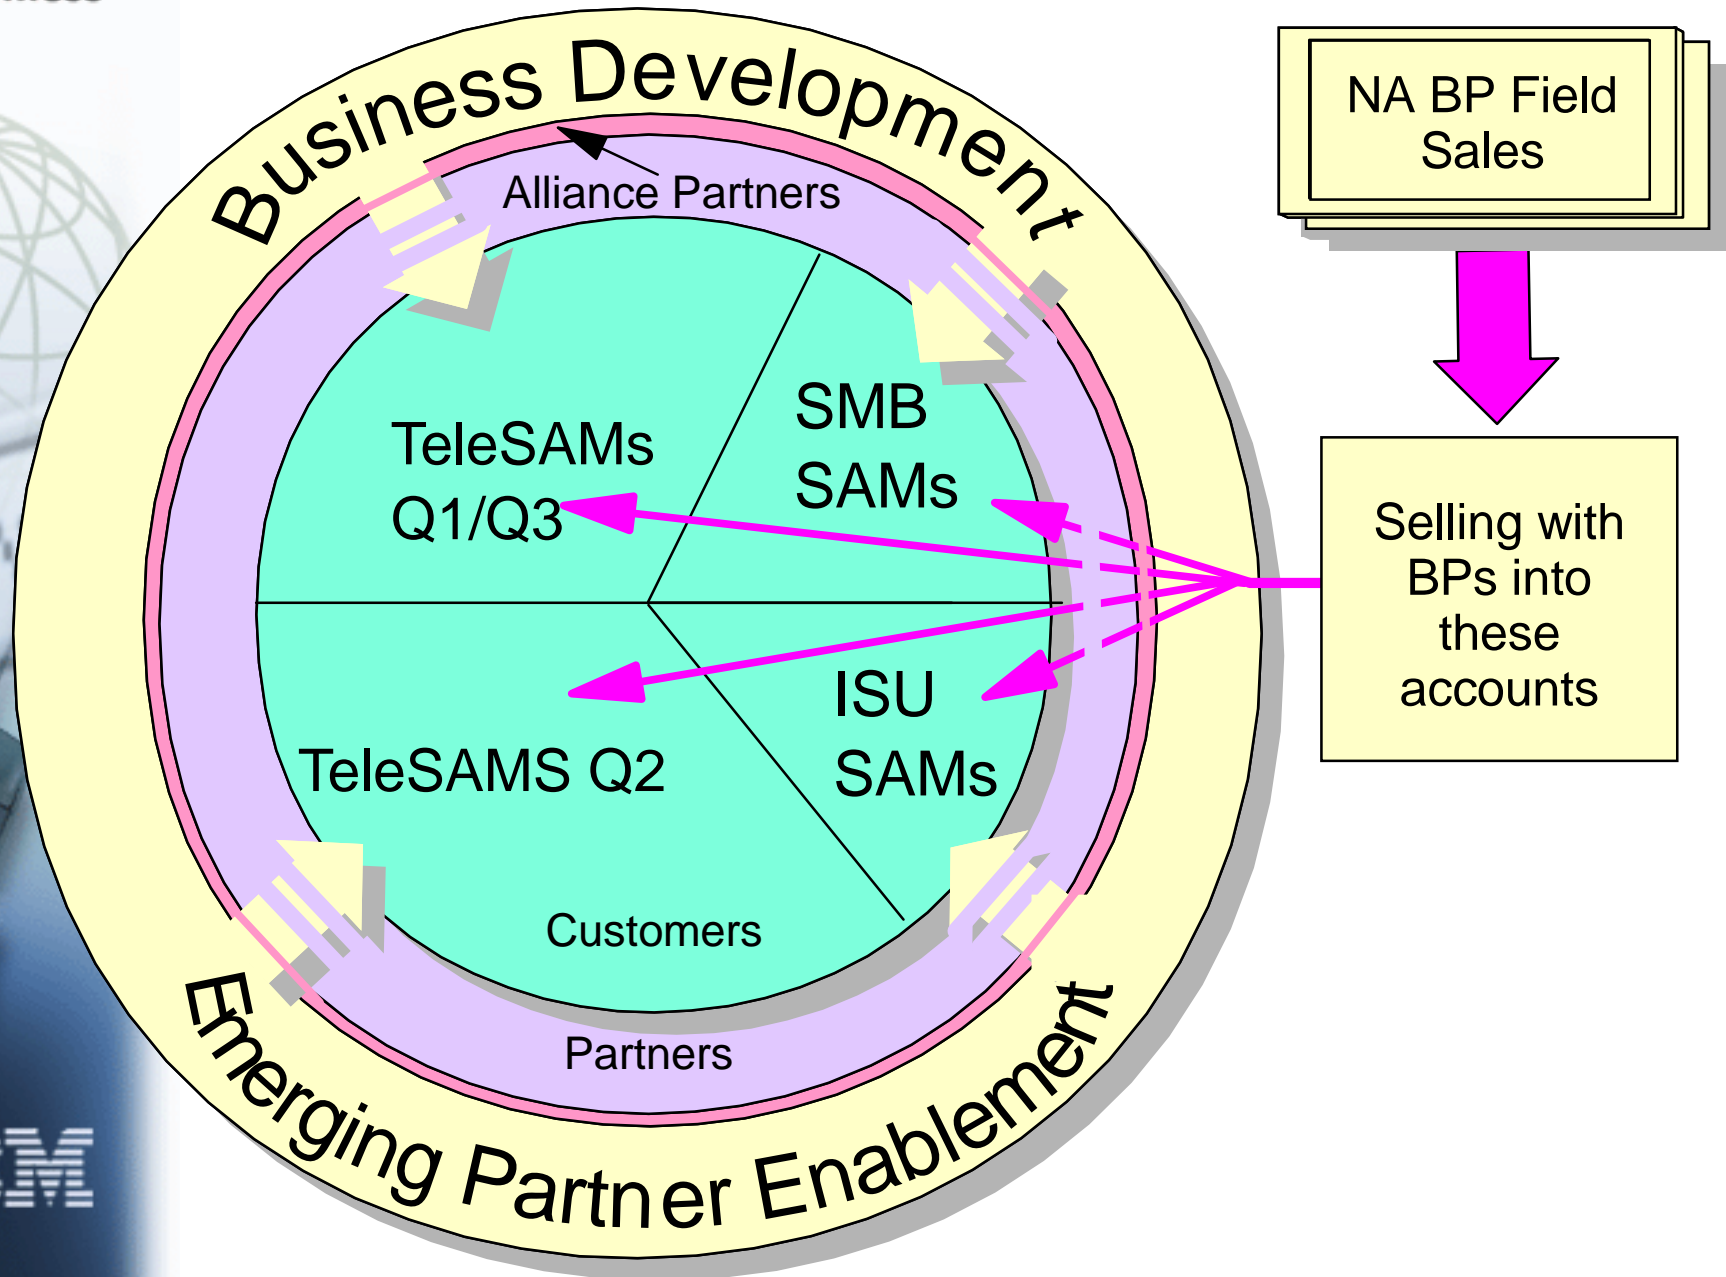 Business Development
NA BP Field
Sales
Alliance Partners
SMB
SAMs
TeleSAMs
Q1/Q3
Selling with
BPs into
these
accounts
ISU
SAMs
TeleSAMS Q2
Customers
Partners
Emerging Partner Enablement